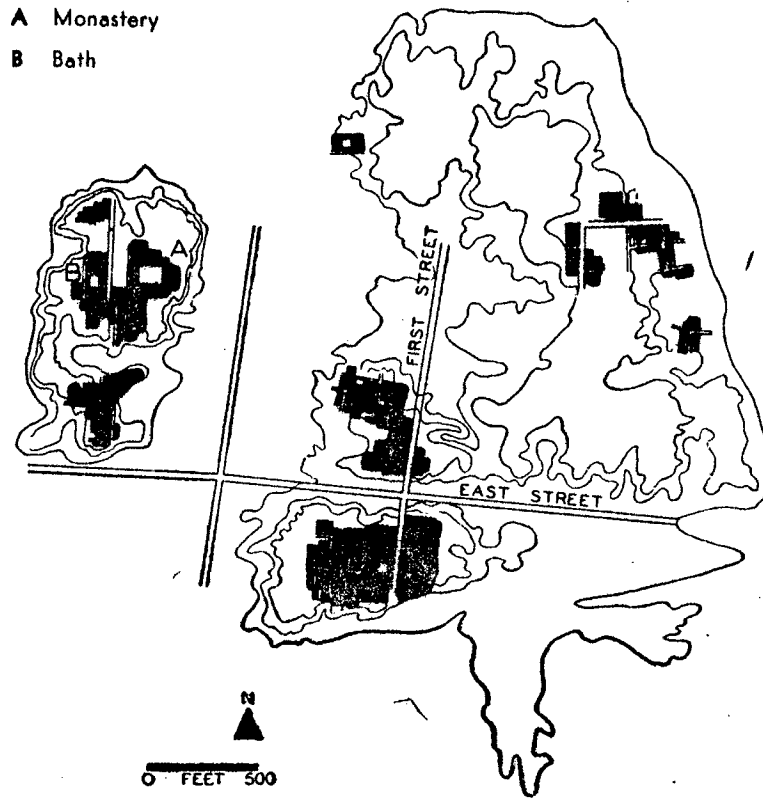 A Monastery
B Bath
A
B
FIRST STREET
EAST STREET
N
0 FEET 500